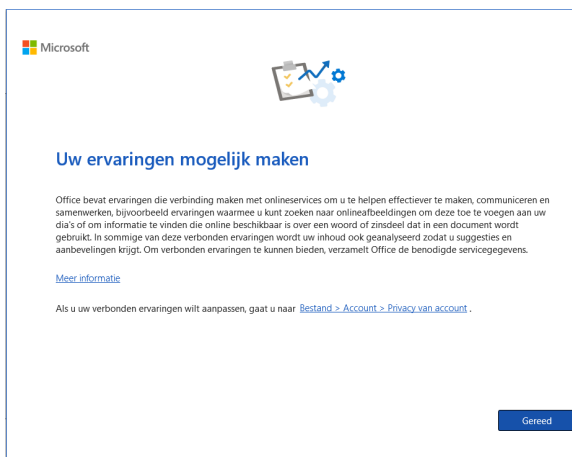 Microsoft
Uw ervaringen mogelijk maken
Office bevat ervaringen die verbinding maken met onlineservices om u te helpen effectiever te maken, communiceren en
samenwerken, bijvoorbeeld ervaringen waarmee u kunt zoeken naar onlineafbeeldingen om deze toe te voegen aan uw
dia's of om informatie te vinden die online beschikbaar is over een woord of zinsdeel dat in een document wordt
gebruikt. In sommige van deze verbonden ervaringen wordt uw inhoud ook geanalyseerd zodat u suggesties en
aanbevelingen krijgt. Om verbonden ervaringen te kunnen bieden, verzamelt Office de benodigde servicegegevens.
Meer informatie
Als u uw verbonden ervaringen wilt aanpassen, gaat u naar Bestand > Account > Privacy van account .
Gereed